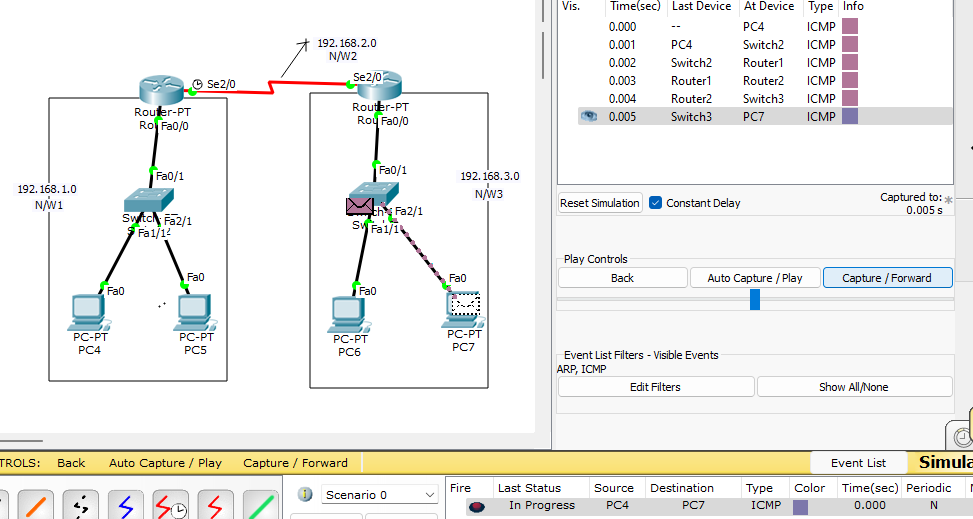 192.168.2.0
N/W2
Se2/0
Se2/0
Router-PT
Fa0/0
Router-PT
Fa0/0
192.168.1.0
N/W1
Fa0/1
Fa2/1
Fa1/1
Fa0/1
192.168.3.0
N/W3
Fa2/1
Fa1/1
Fa0
Fa0
PC-PT
PC4
PC-PT
PC5
Fa0
Fa0
PC-PT
PC6
PC-PT
PC7
Vis. Time(sec) Last Device At Device Type Info
0.000 -- PC4 ICMP
0.001 PC4 Switch2 ICMP
0.002 Switch2 Router1 ICMP
0.003 Router1 Router2 ICMP
0.004 Router2 Switch3 ICMP
0.005 Switch3 PC7 ICMP
Reset Simulation Constant Delay Captured to: *
0.005 s
Play Controls
Back Auto Capture / Play Capture / Forward
Event List Filters - Visible Events
ARP, ICMP
Edit Filters Show All/None
TROLS: Back Auto Capture / Play Capture / Forward Event List Simula
Scenario 0
Fire Last Status Source Destination Type Color Time(sec) Periodic
In Progress PC4 PC7 ICMP 0.000 N